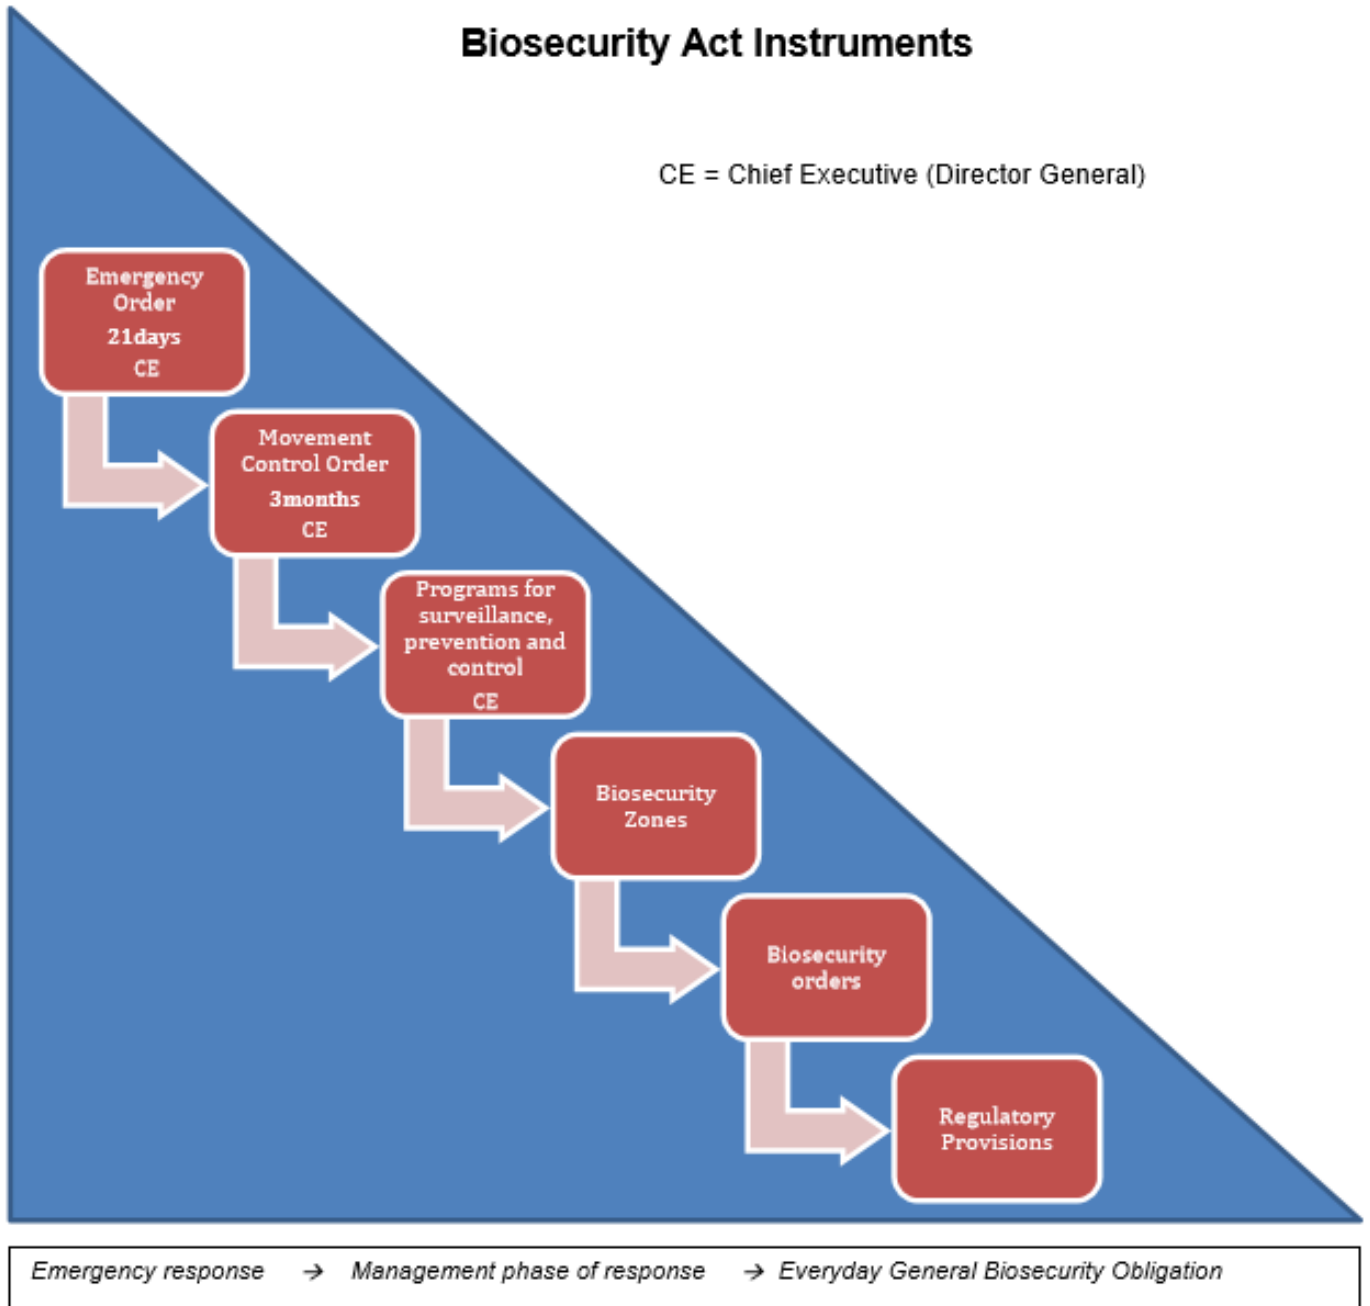 Biosecurity Act Instruments
CE = Chief Executive (Director General)
Emergency
Order
21days
CE
Movement
Control Order
3months
CE
Programs for
surveillance,
prevention and
control
CE
Biosecurity
Zones
Biosecurity
orders
Regulatory
Provisions
Emergency response → Management phase of response → Everyday General Biosecurity Obligation